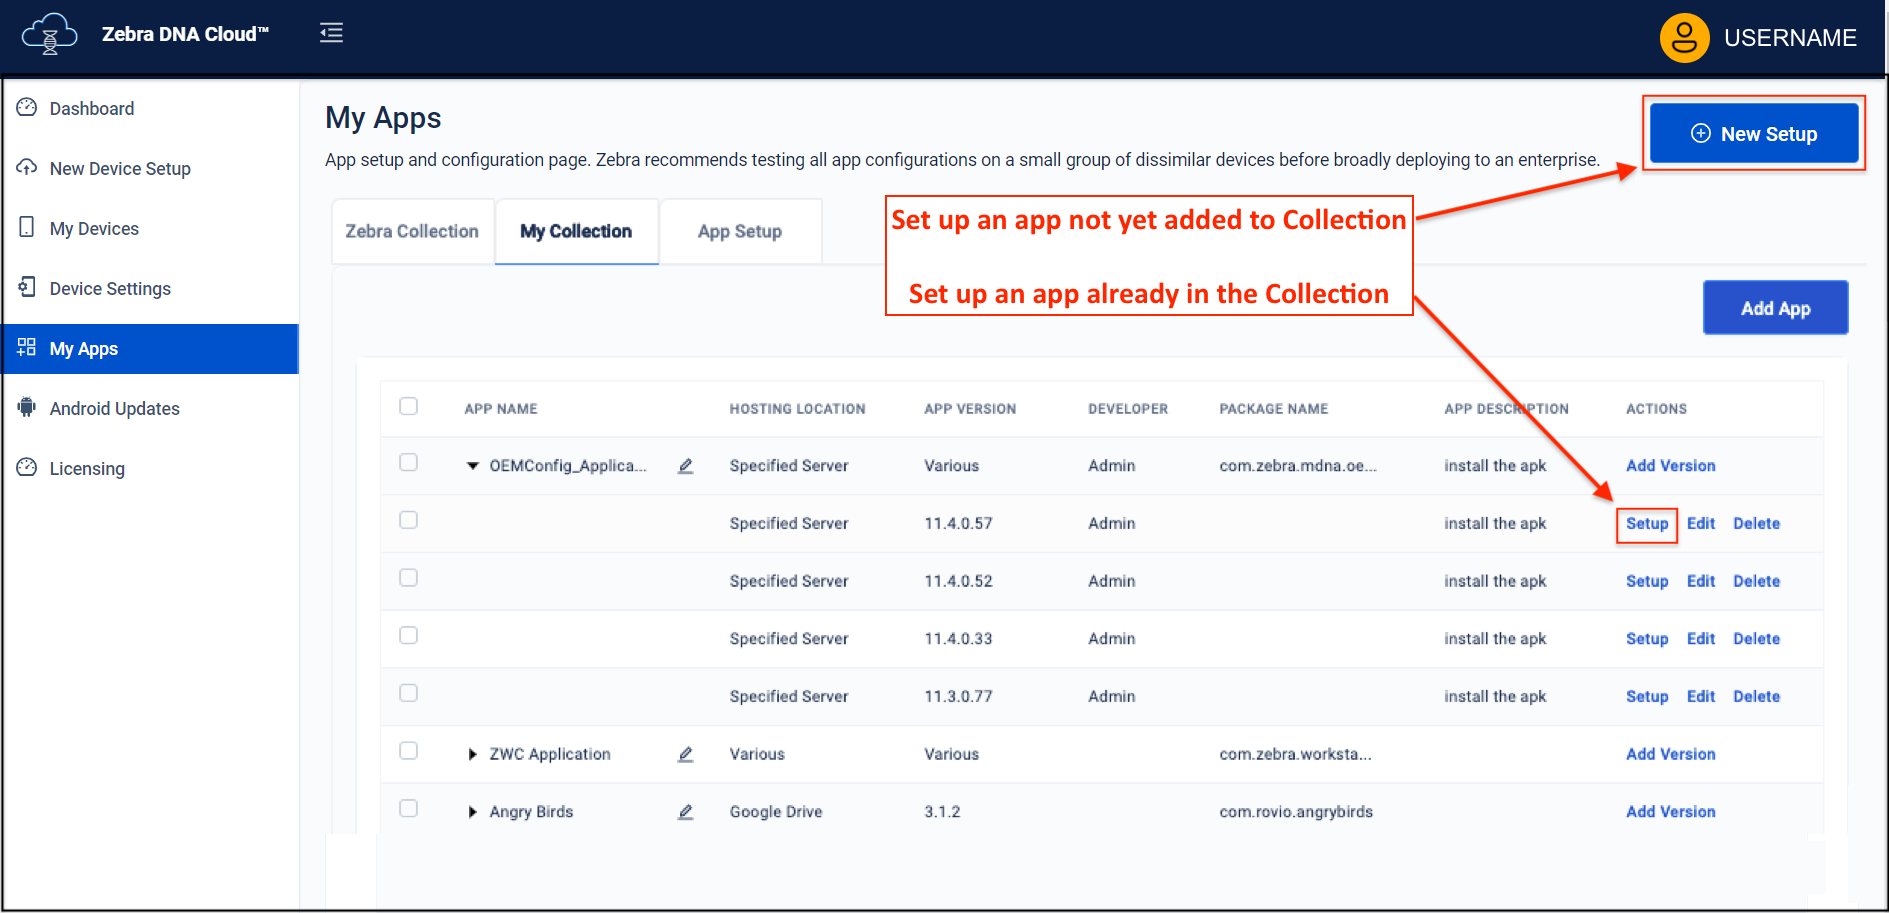 Zebra DNA Cloud™
USERNAME
Dashboard
New Device Setup
My Devices
Device Settings
My Apps
Android Updates
Licensing
My Apps
New Setup
App setup and configuration page. Zebra recommends testing all app configurations on a small group of dissimilar devices before broadly deploying to an enterprise.
Set up an app not yet added to Collection
Set up an app already in the Collection
Zebra Collection My Collection App Setup
Add App
APP NAME HOSTING LOCATION APP VERSION DEVELOPER PACKAGE NAME APP DESCRIPTION ACTIONS
OEMConfig_Applica... Specified Server Various Admin com.zebra.mdna.oe... install the apk Add Version
Specified Server 11.4.0.57 Admin install the apk Setup Edit Delete
Specified Server 11.4.0.52 Admin install the apk Setup Edit Delete
Specified Server 11.4.0.33 Admin install the apk Setup Edit Delete
Specified Server 11.3.0.77 Admin install the apk Setup Edit Delete
ZWC Application Various Various com.zebra.worksta... Add Version
Angry Birds Google Drive 3.1.2 com.rovio.angrybirds Add Version